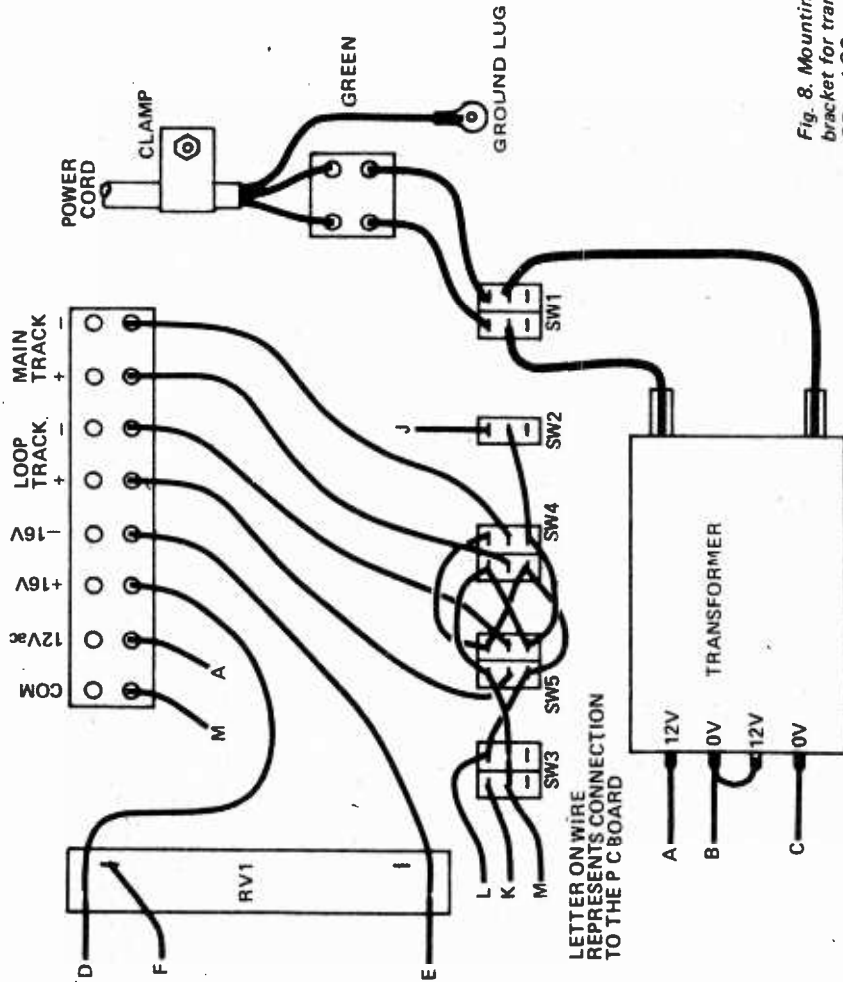 POWER
CORD
CLAMP
GREEN
GROUND LUG
MAIN
TRACK
–
+
LOOP
TRACK.
–
+
–16V
+16V
12Vac
COM
A
M
D
F
E
RV1
J
SW1
SW2
SW4
SW5
SW3
L
K
M
LETTER ON WIRE
REPRESENTS CONNECTION
TO THE P C BOARD
TRANSFORMER
12V
0V
12V
0V
A
B
C
Fig. 8. Mountin
bracket for tran